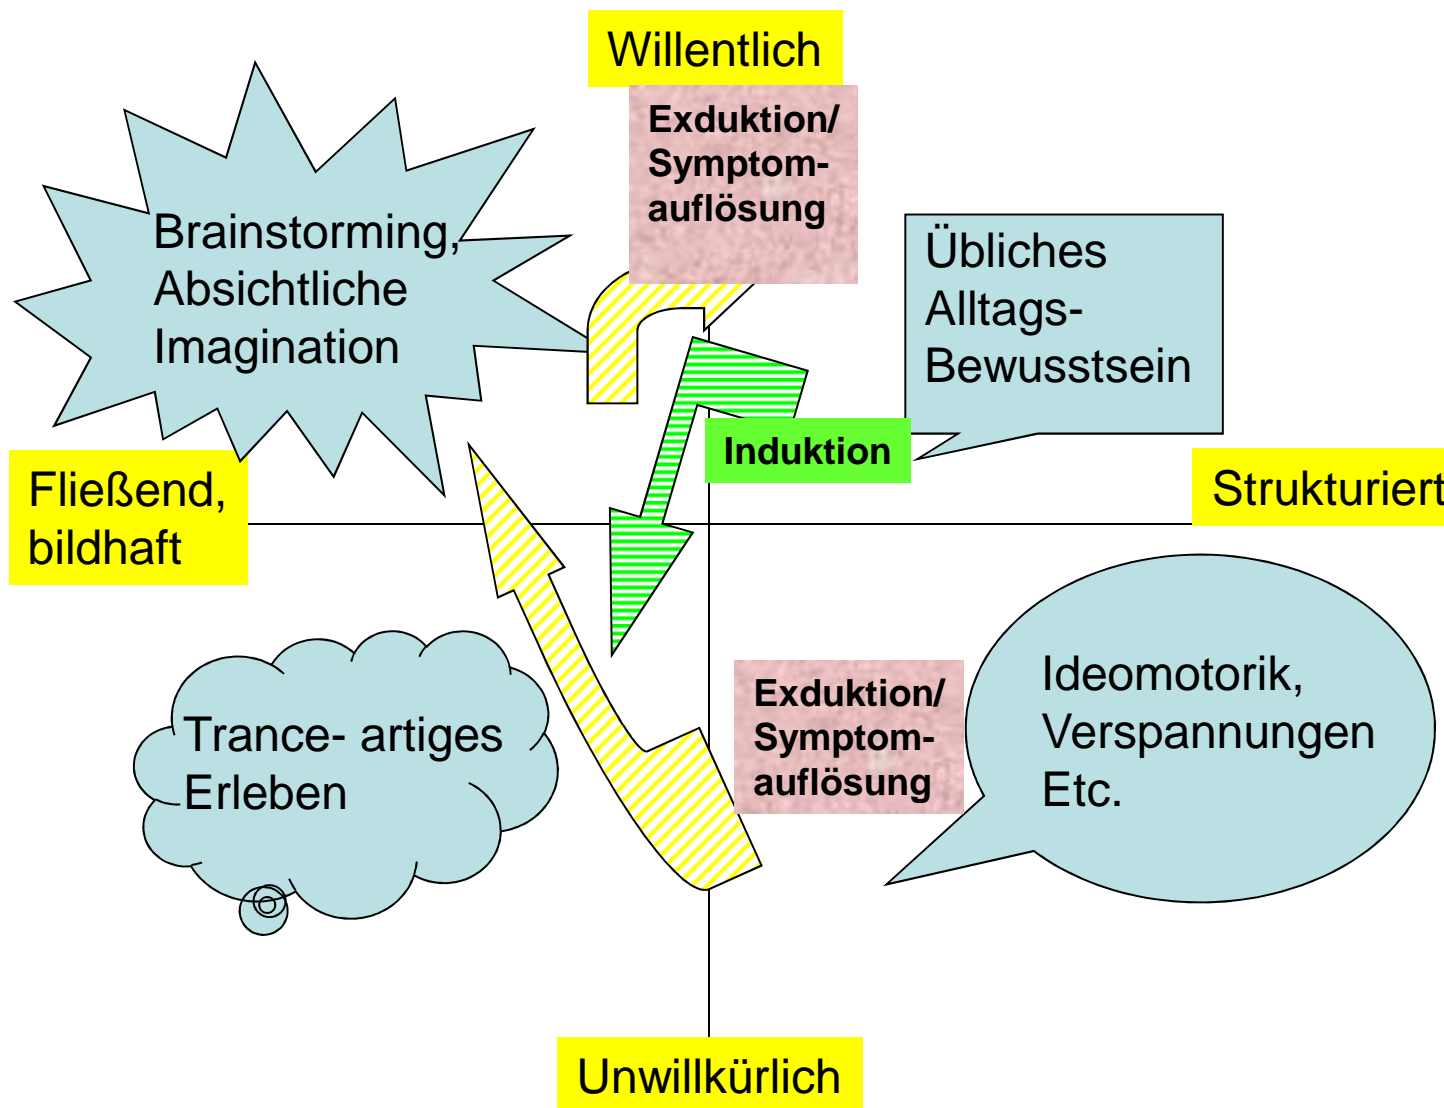 Willentlich
Exduktion/
Symptom-
auflösung
Brainstorming,
Absichtliche
Imagination
Übliches
Alltags-
Bewusstsein
Induktion
Fließend,
bildhaft
Strukturiert
Trance- artiges
Erleben
Exduktion/
Symptom-
auflösung
Ideomotorik,
Verspannungen
Etc.
Unwillkürlich